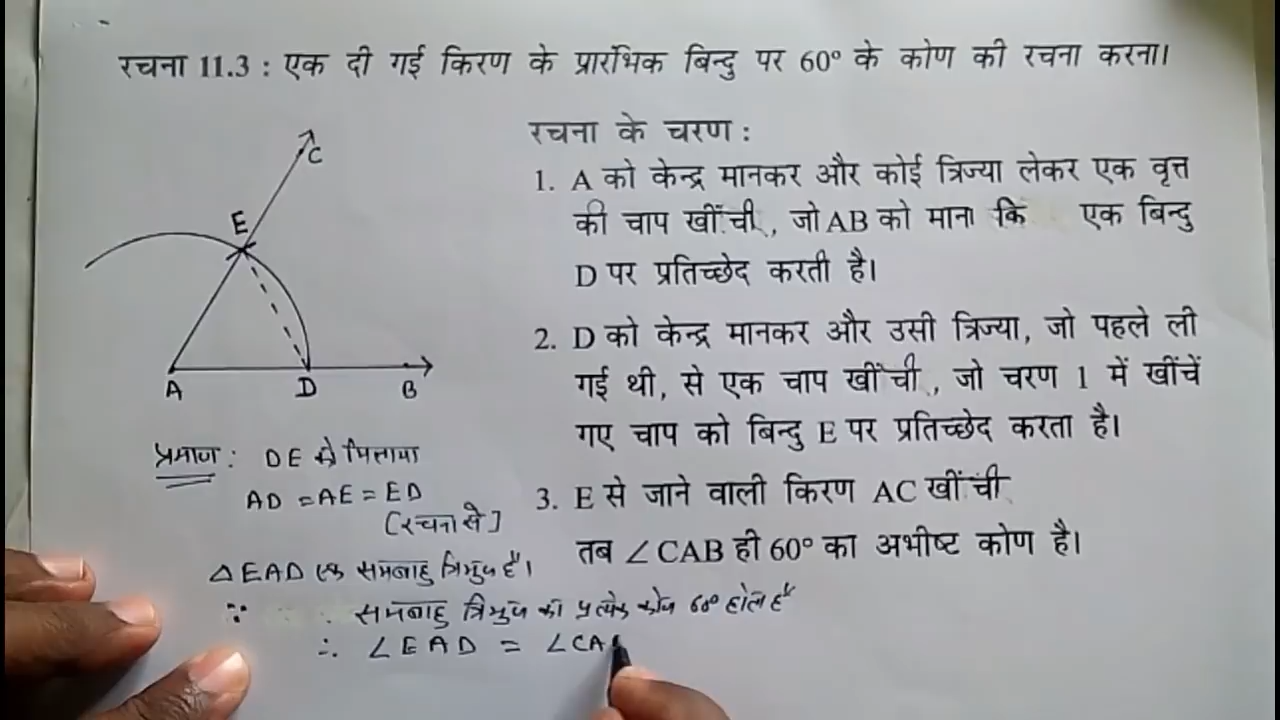 रचना 11.3 : एक दी गई किरण के प्रारंभिक बिन्दु पर 60° के कोण की रचना करना।
रचना के चरण :
1. A को केन्द्र मानकर और कोई त्रिज्या लेकर एक वृत्त
की चाप खींची, जो AB को माना कि एक बिन्दु
D पर प्रतिच्छेद करती है।
2. D को केन्द्र मानकर और उसी त्रिज्या, जो पहले ली
गई थी, से एक चाप खींची, जो चरण 1 में खींचें
गए चाप को बिन्दु E पर प्रतिच्छेद करता है।
3. E से जाने वाली किरण AC खींची
तब ∠CAB ही 60° का अभीष्ट कोण है।
C
E
A D B
प्रमाण : DE को मिलाया
AD = AE = ED
[रचना से]
△EAD एक समबाहु त्रिभुज है।
∵ समबाहु त्रिभुज का प्रत्येक कोण 60° होता है
∴ ∠EAD = ∠CA